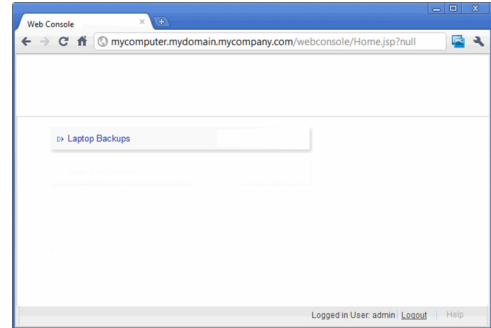 Web Console
mycomputer.mydomain.mycompany.com/webconsole/Home.jsp?null
Laptop Backups
Logged in User: admin Logout Help